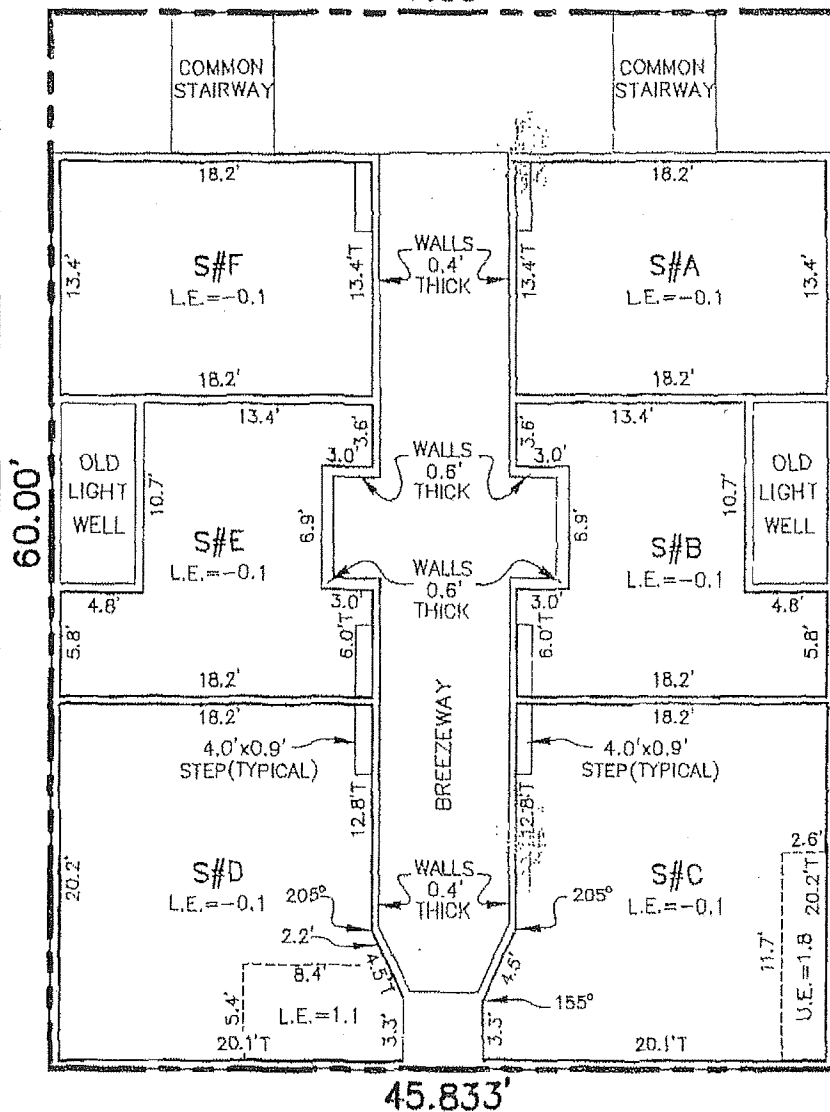 COMMON
STAIRWAY
COMMON
STAIRWAY
18.2'
18.2'
13.4'
S#F
L.E.=-0.1
13.4'T
WALLS
0.4'
THICK
13.4'T
S#A
L.E.=-0.1
13.4'
18.2'
18.2'
13.4'
13.4'
3.6'
3.6'
3.0'
3.0'
WALLS
0.6'
THICK
OLD
LIGHT
WELL
10.7'
6.9'
6.9'
10.7'
OLD
LIGHT
WELL
60.00'
S#E
L.E.=-0.1
S#B
L.E.=-0.1
WALLS
0.6'
THICK
4.8'
3.0'
3.0'
4.8'
5.8'
6.0'T
6.0'T
5.8'
18.2'
18.2'
18.2'
18.2'
4.0'x0.9'
STEP(TYPICAL)
4.0'x0.9'
STEP(TYPICAL)
BREEZEWAY
12.8'T
12.8'T
20.2'
S#D
L.E.=-0.1
WALLS
0.4'
THICK
S#C
L.E.=-0.1
2.6'
20.2'T
205°
205°
2.2'
4.5'T
4.5'
11.7'
U.E.=1.8
8.4'
5.4'
L.E.=1.1
155°
3.3'
3.3'
20.1'T
20.1'T
45.833'